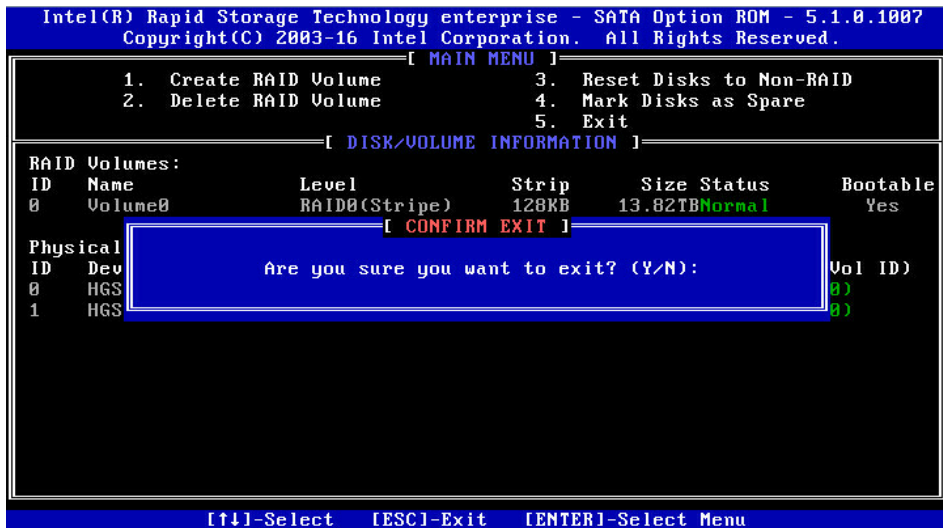 Intel(R) Rapid Storage Technology enterprise - SATA Option ROM - 5.1.0.1007
Copyright(C) 2003-16 Intel Corporation. All Rights Reserved.
[ MAIN MENU ]
1. Create RAID Volume 3. Reset Disks to Non-RAID
2. Delete RAID Volume 4. Mark Disks as Spare
5. Exit
[ DISK/VOLUME INFORMATION ]
RAID Volumes:
ID Name Level Strip Size Status Bootable
0 Volume0 RAID0(Stripe) 128KB 13.82TB Normal Yes
[ CONFIRM EXIT ]
Physical
Are you sure you want to exit? (Y/N):
ID Dev Vol ID)
0 HGS 0)
1 HGS 0)
[↑↓]-Select [ESC]-Exit [ENTER]-Select Menu